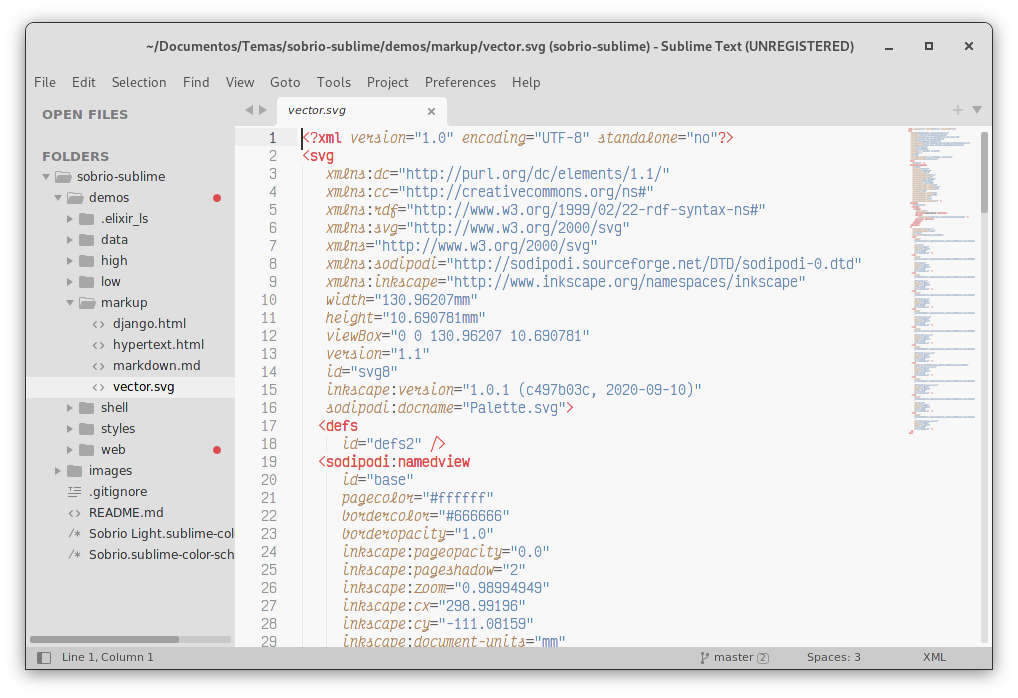 ~/Documentos/Temas/sobrio-sublime/demos/markup/vector.svg (sobrio-sublime) - Sublime Text (UNREGISTERED)
File Edit Selection Find View Goto Tools Project Preferences Help
OPEN FILES
FOLDERS
sobrio-sublime
demos
.elixir_ls
data
high
low
markup
django.html
hypertext.html
markdown.md
vector.svg
shell
styles
web
images
.gitignore
README.md
Sobrio Light.sublime-col
Sobrio.sublime-color-sch
vector.svg
1 <?xml version="1.0" encoding="UTF-8" standalone="no"?>
2 <svg
3 xmlns:dc="http://purl.org/dc/elements/1.1/"
4 xmlns:cc="http://creativecommons.org/ns#"
5 xmlns:rdf="http://www.w3.org/1999/02/22-rdf-syntax-ns#"
6 xmlns:svg="http://www.w3.org/2000/svg"
7 xmlns="http://www.w3.org/2000/svg"
8 xmlns:sodipodi="http://sodipodi.sourceforge.net/DTD/sodipodi-0.dtd"
9 xmlns:inkscape="http://www.inkscape.org/namespaces/inkscape"
10 width="130.96207mm"
11 height="10.690781mm"
12 viewBox="0 0 130.96207 10.690781"
13 version="1.1"
14 id="svg8"
15 inkscape:version="1.0.1 (c497b03c, 2020-09-10)"
16 sodipodi:docname="Palette.svg">
17 <defs
18 id="defs2" />
19 <sodipodi:namedview
20 id="base"
21 pagecolor="#ffffff"
22 bordercolor="#666666"
23 borderopacity="1.0"
24 inkscape:pageopacity="0.0"
25 inkscape:pageshadow="2"
26 inkscape:zoom="0.98994949"
27 inkscape:cx="298.99196"
28 inkscape:cy="-111.08159"
29 inkscape:document-units="mm"
Line 1, Column 1
master 2
Spaces: 3
XML